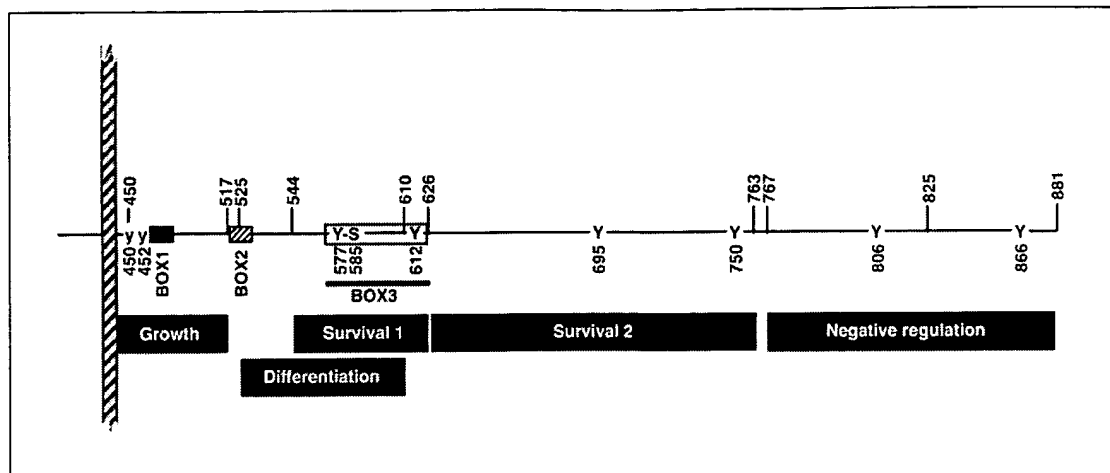 450
517
525
544
610
626
763
767
825
881
y y
Y-S
Y
Y
Y
Y
Y
450
452
BOX1
BOX2
577
585
612
BOX3
695
750
806
866
Growth
Survival 1
Survival 2
Negative regulation
Differentiation